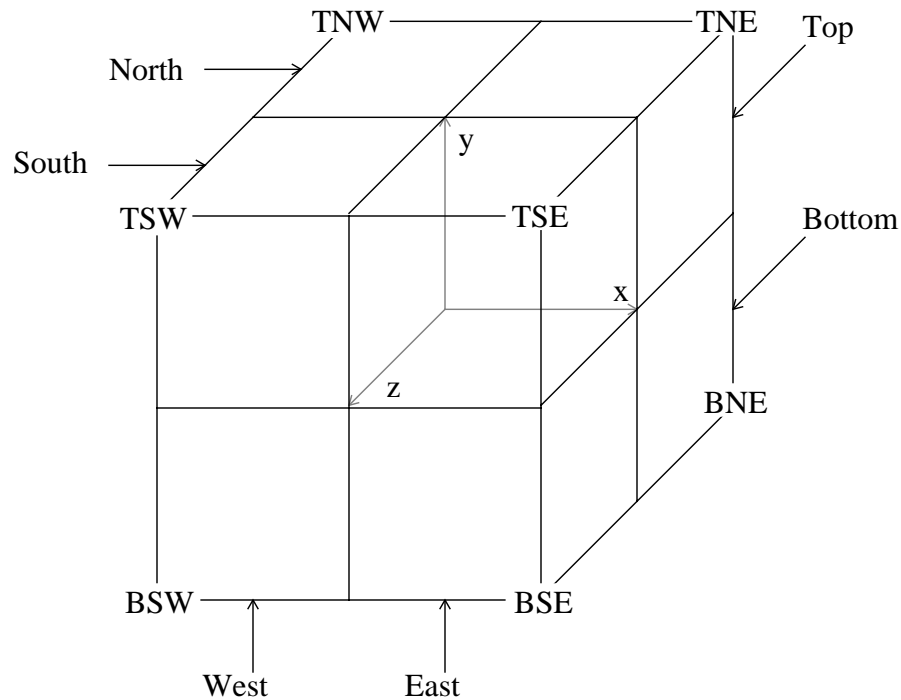 TNW
TNE
Top
North
y
South
TSW
TSE
Bottom
x
z
BNE
BSW
BSE
West
East